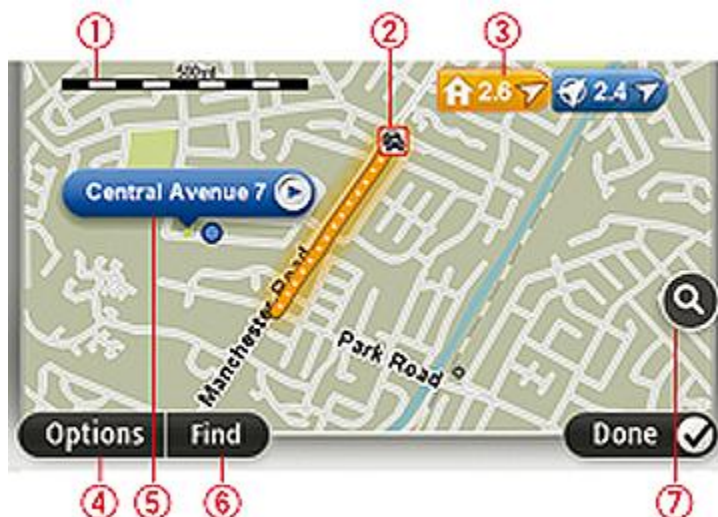 ① ② ③
500yd
2.6 2.4
Central Avenue 7
Manchester Road
Park Road
Options Find Done
④ ⑤ ⑥ ⑦